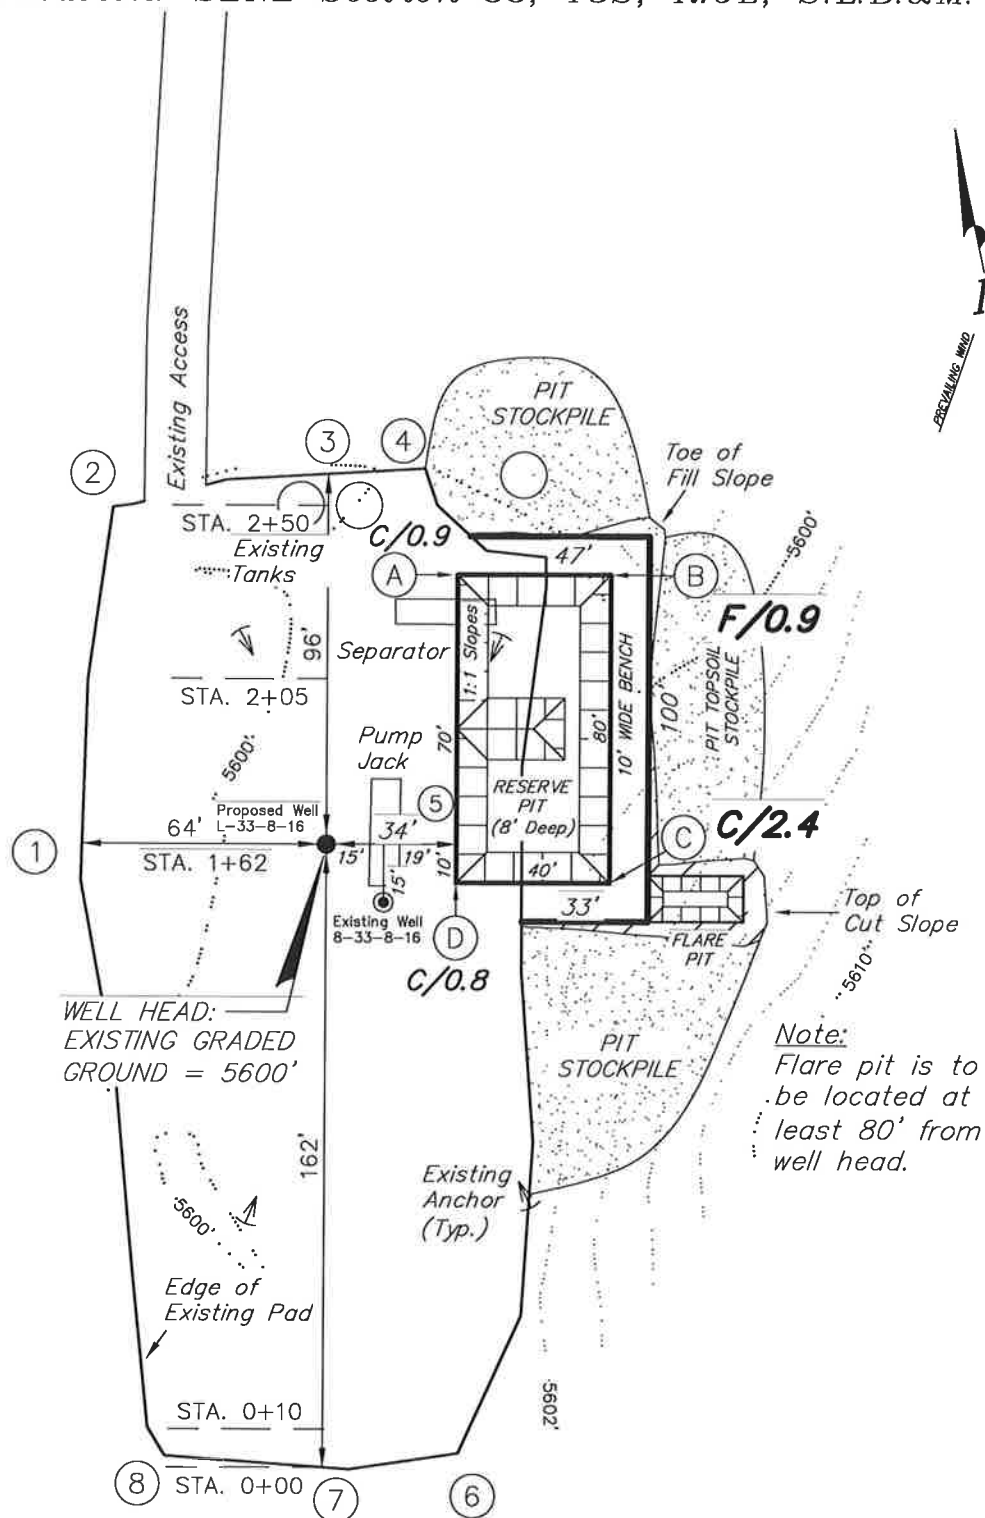 SENE Section 33, T8S, R16E, S.L.B.&M.
Existing Access
PREVAILING WIND
PIT
STOCKPILE
Toe of
Fill Slope
2
3
4
STA. 2+50
Existing
Tanks
C/0.9
47'
A
B
5600'
F/0.9
Separator
1:1 Slopes
96'
STA. 2+05
10' WIDE BENCH
100'
PIT TOPSOIL
STOCKPILE
Pump
Jack
70'
80'
5600'
RESERVE
PIT
(8' Deep)
5
Proposed Well
L-33-8-16
C/2.4
1
64'
34'
C
STA. 1+62
15'
19'
10'
40'
15'
33'
Existing Well
8-33-8-16
D
C/0.8
FLARE
PIT
Top of
Cut Slope
5610'
WELL HEAD:
EXISTING GRADED
GROUND = 5600'
PIT
STOCKPILE
Note:
Flare pit is to
be located at
least 80' from
well head.
162'
Existing
Anchor
(Typ.)
5600'
Edge of
Existing Pad
5602'
STA. 0+10
8
STA. 0+00
7
6